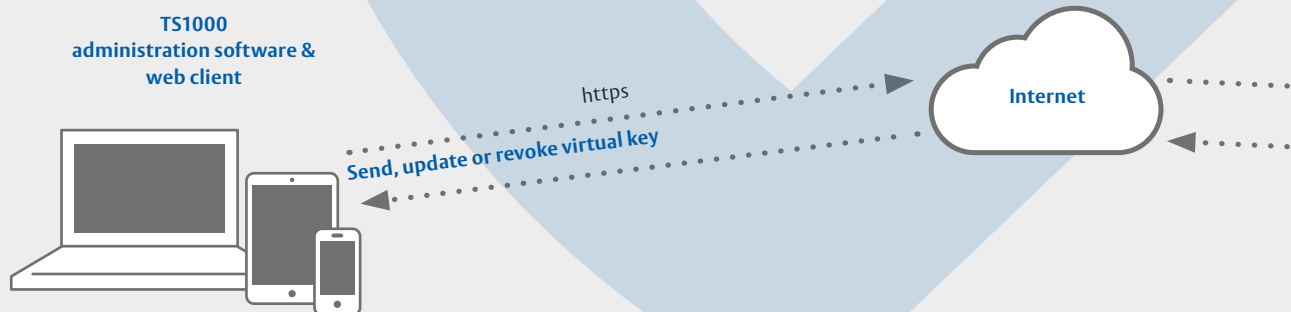 TS1000
administration software &
web client
https
Send, update or revoke virtual key
Internet